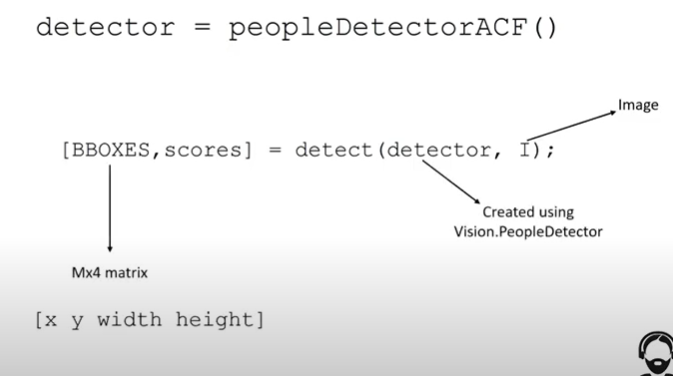 detector = peopleDetectorACF()
Image
[BBOXES,scores] = detect(detector, I);
Created using
Vision.PeopleDetector
Mx4 matrix
[x y width height]